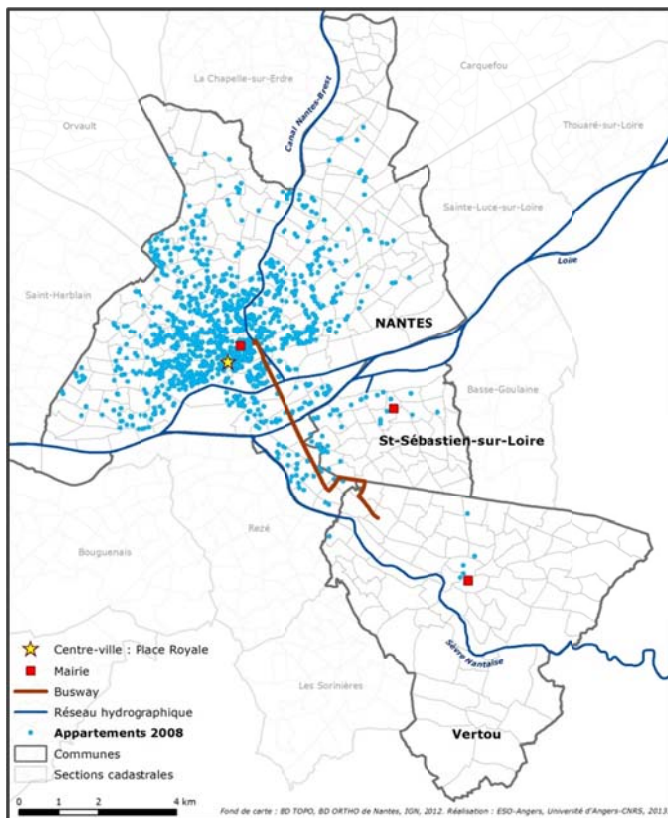 La Chapelle-sur-Erdre
Carquefou
Orvault
Canal Nantes-Brest
Thouaré-sur-Loire
Sainte-Luce-sur-Loire
Loire
Saint-Herblain
NANTES
Basse-Goulaine
St-Sébastien-sur-Loire
Rezé
Bouguenais
Sèvre Nantaise
Les Sorinières
Vertou
Centre-ville : Place Royale
Mairie
Busway
Réseau hydrographique
Appartements 2008
Communes
Sections cadastrales
0 2 4 km
Fond de carte : BD TOPO, BD ORTHO de Nantes, IGN, 2012. Réalisation : ESO-Angers, Univerité d'Angers-CNRS, 2013.